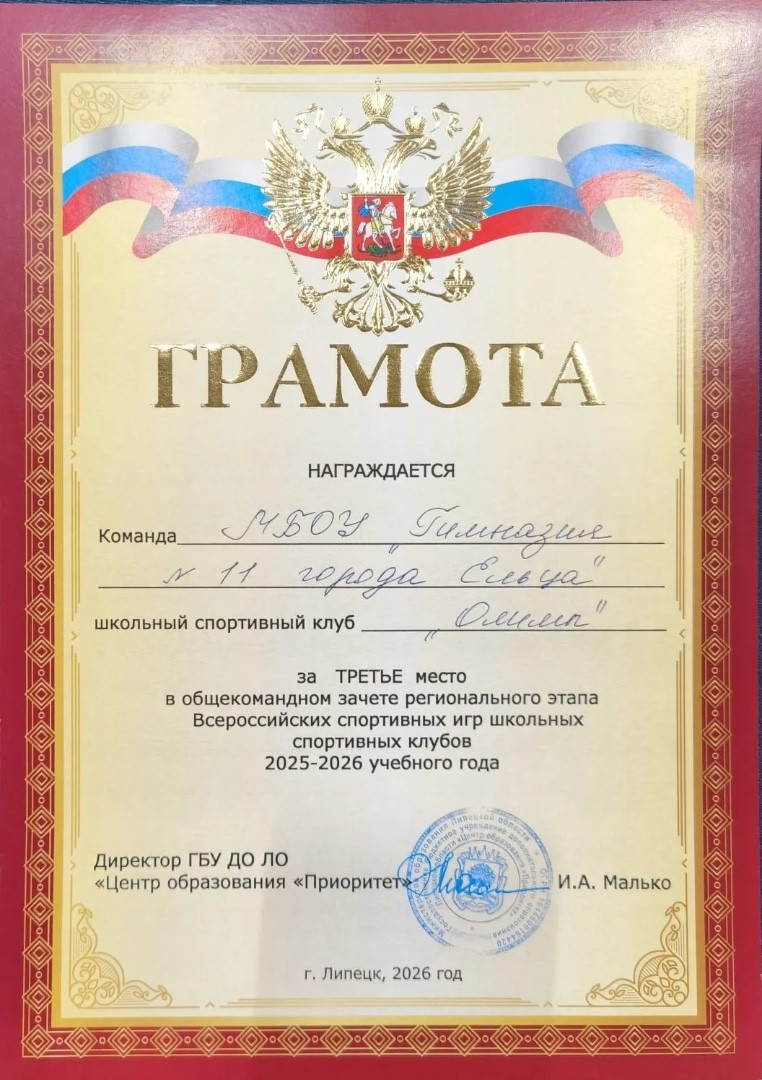 ГРАМОТА
НАГРАЖДАЕТСЯ
Команда МБОУ „Гимназия
№ 11 города Ельца"
школьный спортивный клуб „Олимп"
за ТРЕТЬЕ место
в общекомандном зачете регионального этапа
Всероссийских спортивных игр школьных
спортивных клубов
2025-2026 учебного года
Директор ГБУ ДО ЛО
«Центр образования «Приоритет» И.А. Малько
г. Липецк, 2026 год